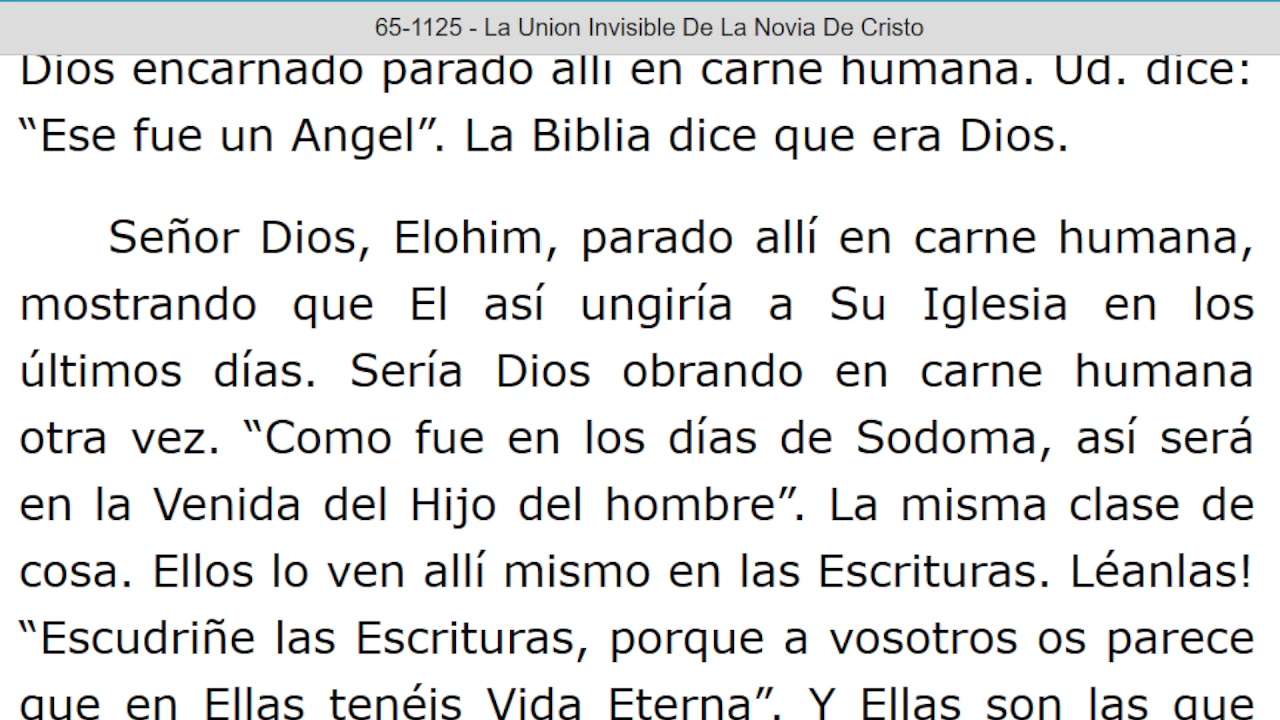 65-1125 - La Union Invisible De La Novia De Cristo
Dios encarnado parado allí en carne humana. Ud. dice:
“Ese fue un Angel”. La Biblia dice que era Dios.
Señor Dios, Elohim, parado allí en carne humana,
mostrando que El así ungiría a Su Iglesia en los
últimos días. Sería Dios obrando en carne humana
otra vez. “Como fue en los días de Sodoma, así será
en la Venida del Hijo del hombre”. La misma clase de
cosa. Ellos lo ven allí mismo en las Escrituras. Léanlas!
“Escudriñe las Escrituras, porque a vosotros os parece
que en Ellas tenéis Vida Eterna”. Y Ellas son las que